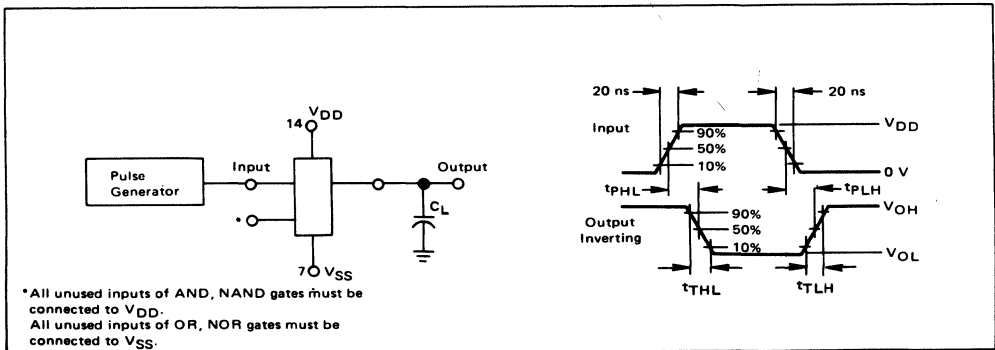 VDD
14
Pulse
Generator
Input
Output
*
CL
7 VSS
*All unused inputs of AND, NAND gates must be
connected to VDD.
All unused inputs of OR, NOR gates must be
connected to VSS.
20 ns
20 ns
Input
VDD
90%
50%
10%
0 V
tPHL
tPLH
Output
Inverting
VOH
90%
50%
10%
VOL
tTHL
tTLH